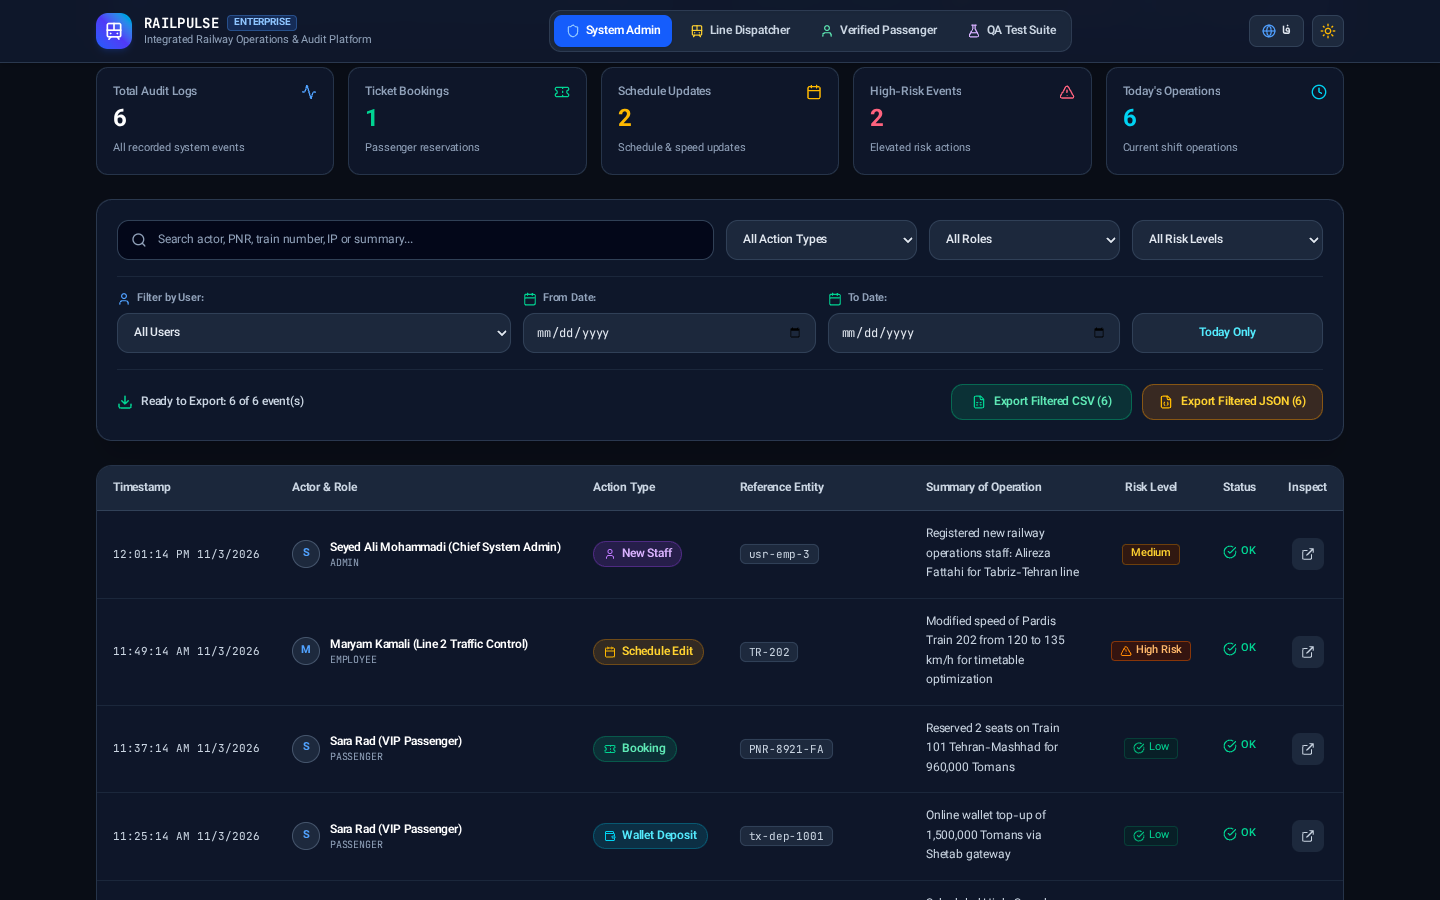 RAILPULSE ENTERPRISE
Integrated Railway Operations & Audit Platform
System Admin
Line Dispatcher
Verified Passenger
QA Test Suite
فا
Total Audit Logs
6
All recorded system events
Ticket Bookings
1
Passenger reservations
Schedule Updates
2
Schedule & speed updates
High-Risk Events
2
Elevated risk actions
Today's Operations
6
Current shift operations
Search actor, PNR, train number, IP or summary...
All Action Types
All Roles
All Risk Levels
Filter by User:
From Date:
To Date:
All Users
mm/dd/yyyy
mm/dd/yyyy
Today Only
Ready to Export: 6 of 6 event(s)
Export Filtered CSV (6)
Export Filtered JSON (6)
Timestamp Actor & Role Action Type Reference Entity Summary of Operation Risk Level Status Inspect
12:01:14 PM 11/3/2026
S
Seyed Ali Mohammadi (Chief System Admin)
ADMIN
New Staff
usr-emp-3
Registered new railway
operations staff: Alireza
Fattahi for Tabriz-Tehran line
Medium
OK
11:49:14 AM 11/3/2026
M
Maryam Kamali (Line 2 Traffic Control)
EMPLOYEE
Schedule Edit
TR-202
Modified speed of Pardis
Train 202 from 120 to 135
km/h for timetable
optimization
High Risk
OK
11:37:14 AM 11/3/2026
S
Sara Rad (VIP Passenger)
PASSENGER
Booking
PNR-8921-FA
Reserved 2 seats on Train
101 Tehran-Mashhad for
960,000 Tomans
Low
OK
11:25:14 AM 11/3/2026
S
Sara Rad (VIP Passenger)
PASSENGER
Wallet Deposit
tx-dep-1001
Online wallet top-up of
1,500,000 Tomans via
Shetab gateway
Low
OK